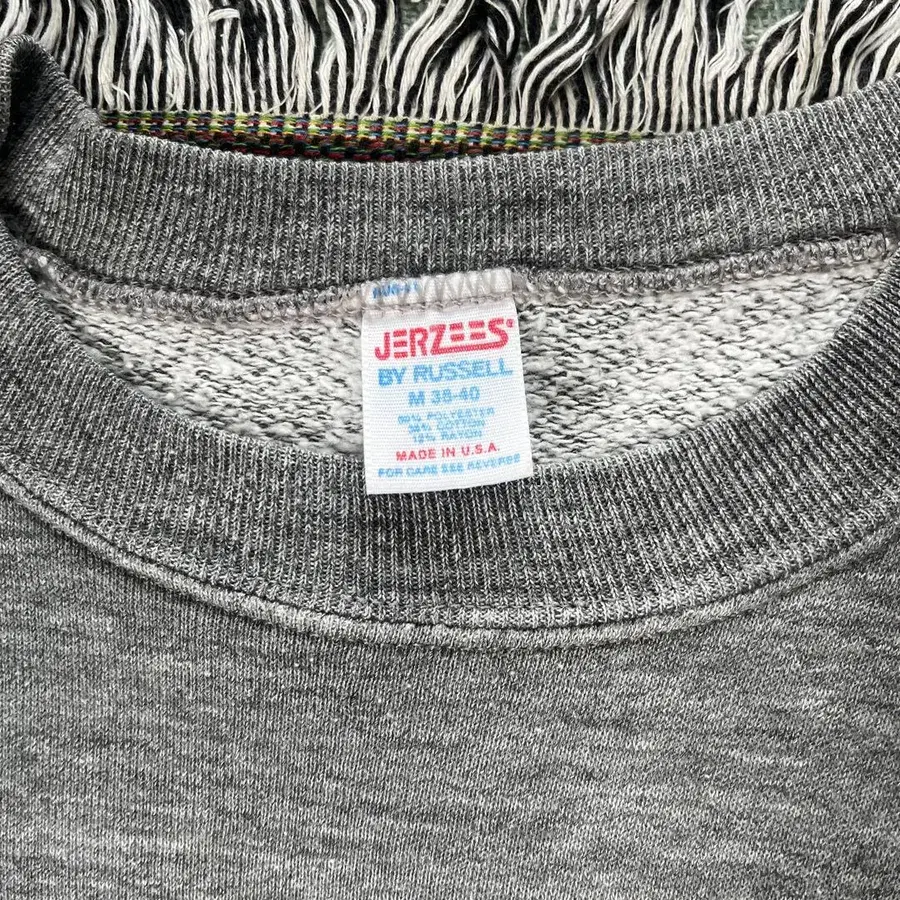 JERZEES®
BY RUSSELL
M 38-40
50% POLYESTER
38% COTTON
12% RAYON
MADE IN U.S.A.
FOR CARE SEE REVERSE